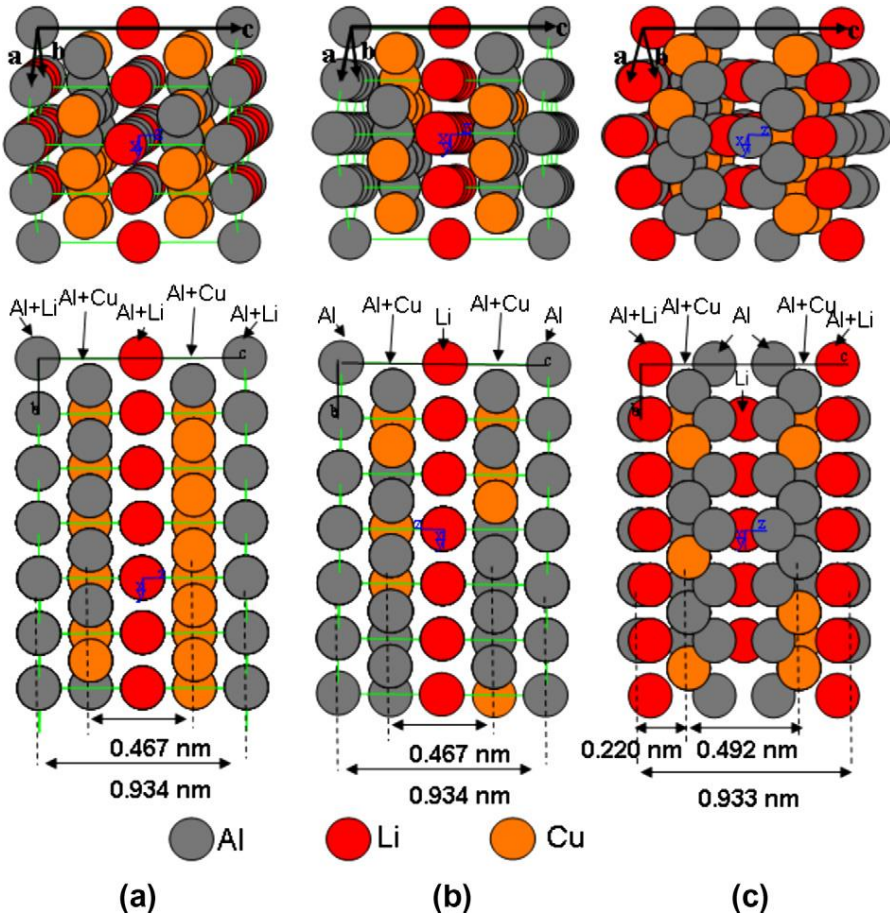 c c c
a b a b a b
z x y z x y z
Al+Li Al+Cu Al+Li Al+Cu Al+Li
Al Al+Cu Li Al+Cu Al
Al+Li Al+Cu Al Al+Cu Al+Li
Li
c c c
b b b
z z z
0.467 nm 0.467 nm 0.220 nm 0.492 nm
0.934 nm 0.934 nm 0.933 nm
Al Li Cu
(a) (b) (c)